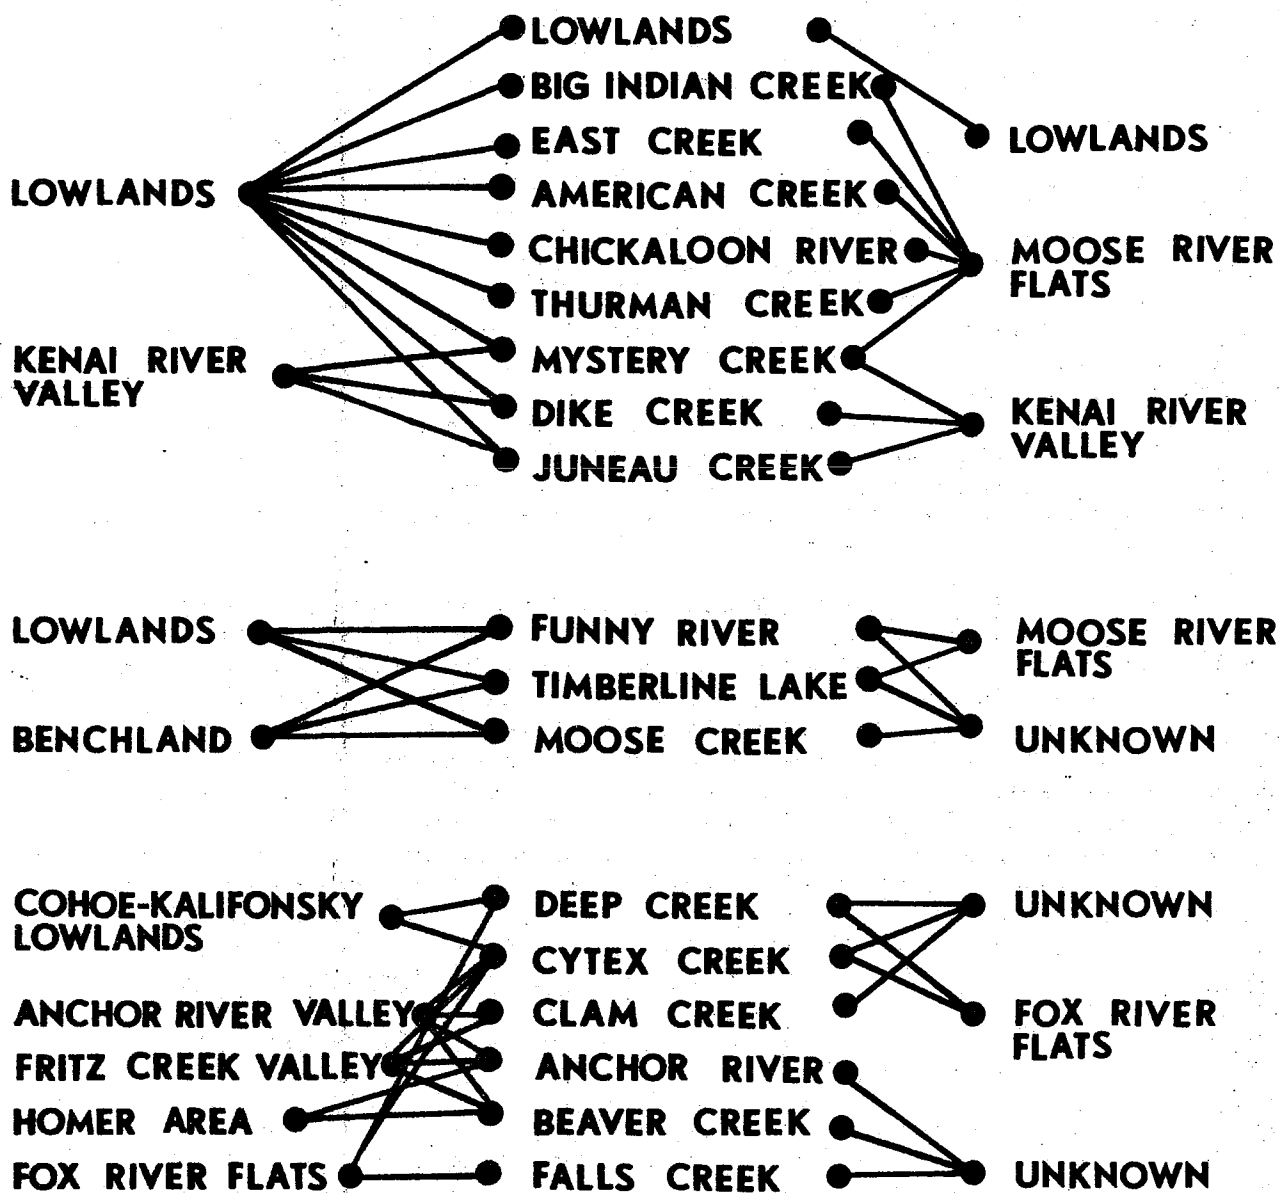 LOWLANDS
BIG INDIAN CREEK
EAST CREEK
LOWLANDS
LOWLANDS
AMERICAN CREEK
CHICKALOON RIVER
MOOSE RIVER
FLATS
THURMAN CREEK
KENAI RIVER
VALLEY
MYSTERY CREEK
DIKE CREEK
KENAI RIVER
VALLEY
JUNEAU CREEK
LOWLANDS
FUNNY RIVER
MOOSE RIVER
FLATS
TIMBERLINE LAKE
BENCHLAND
MOOSE CREEK
UNKNOWN
COHOE-KALIFONSKY
LOWLANDS
DEEP CREEK
UNKNOWN
CYTEX CREEK
ANCHOR RIVER VALLEY
CLAM CREEK
FOX RIVER
FLATS
FRITZ CREEK VALLEY
ANCHOR RIVER
HOMER AREA
BEAVER CREEK
FOX RIVER FLATS
FALLS CREEK
UNKNOWN